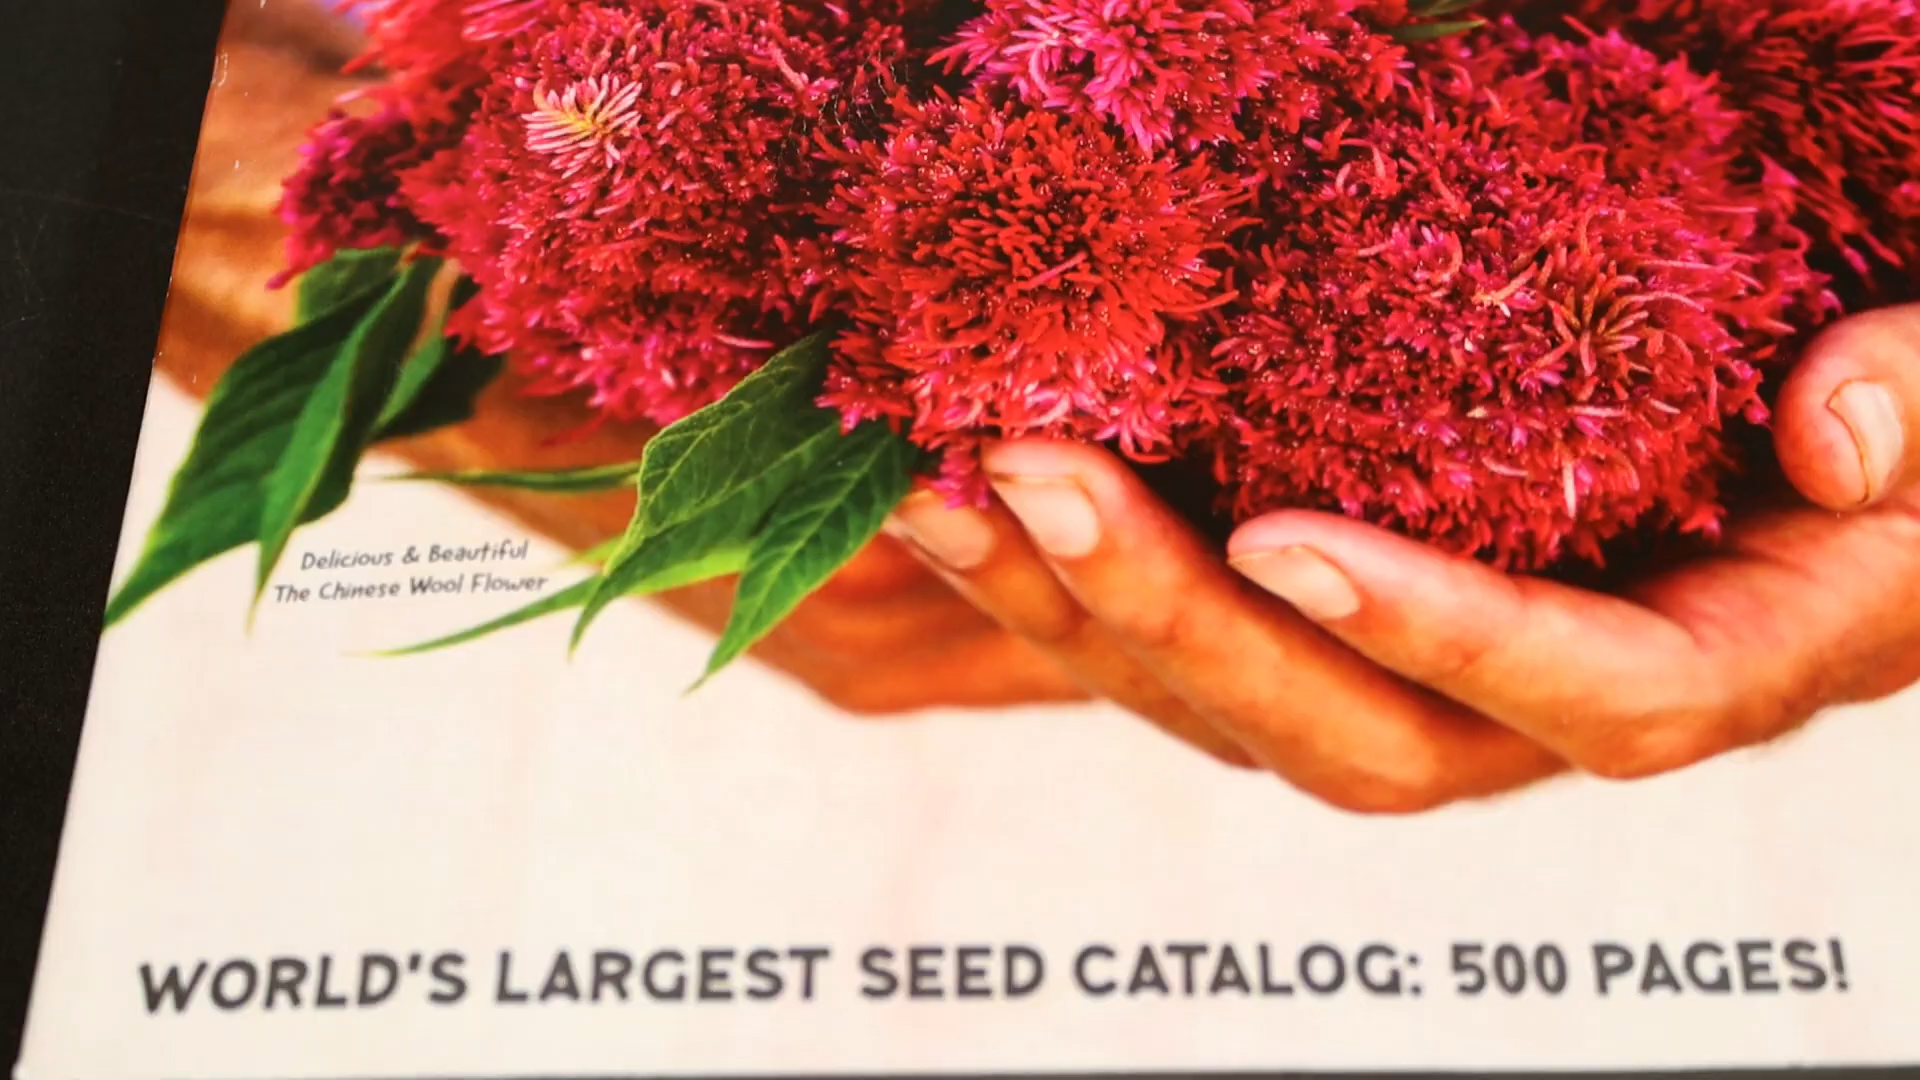 Delicious & Beautiful
The Chinese Wool Flower
WORLD'S LARGEST SEED CATALOG: 500 PAGES!